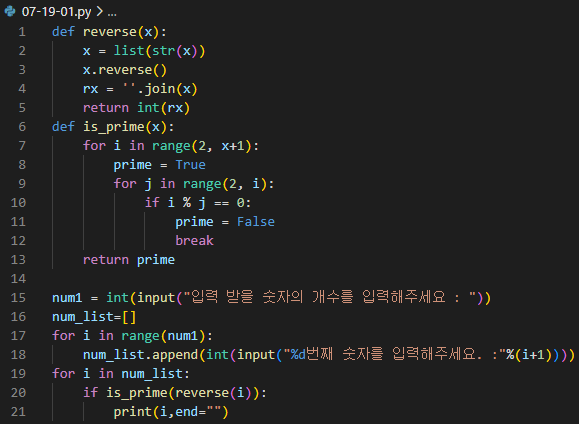 07-19-01.py > ...
1 def reverse(x):
2     x = list(str(x))
3     x.reverse()
4     rx = ''.join(x)
5     return int(rx)
6 def is_prime(x):
7     for i in range(2, x+1):
8         prime = True
9         for j in range(2, i):
10             if i % j == 0:
11                 prime = False
12                 break
13     return prime
14
15 num1 = int(input("입력 받을 숫자의 개수를 입력해주세요 : "))
16 num_list=[]
17 for i in range(num1):
18     num_list.append(int(input("%d번째 숫자를 입력해주세요. :"%(i+1))))
19 for i in num_list:
20     if is_prime(reverse(i)):
21         print(i,end="")